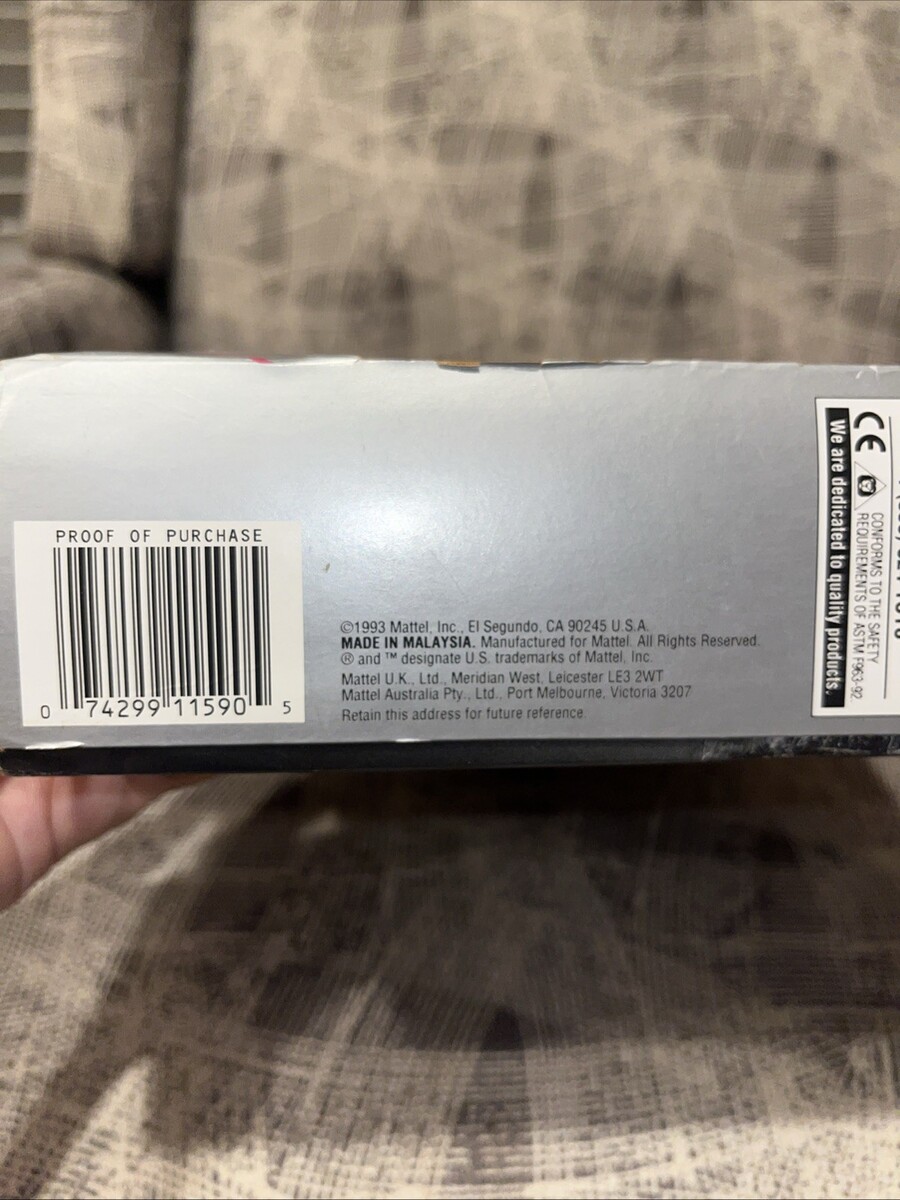 PROOF OF PURCHASE
0 74299 11590 5
©1993 Mattel, Inc., El Segundo, CA 90245 U.S.A.
MADE IN MALAYSIA. Manufactured for Mattel. All Rights Reserved.
® and ™ designate U.S. trademarks of Mattel, Inc.
Mattel U.K., Ltd., Meridian West, Leicester LE3 2WT
Mattel Australia Pty., Ltd., Port Melbourne, Victoria 3207
Retain this address for future reference.
CE
CONFORMS TO THE SAFETY
REQUIREMENTS OF ASTM F963-92
We are dedicated to quality products.